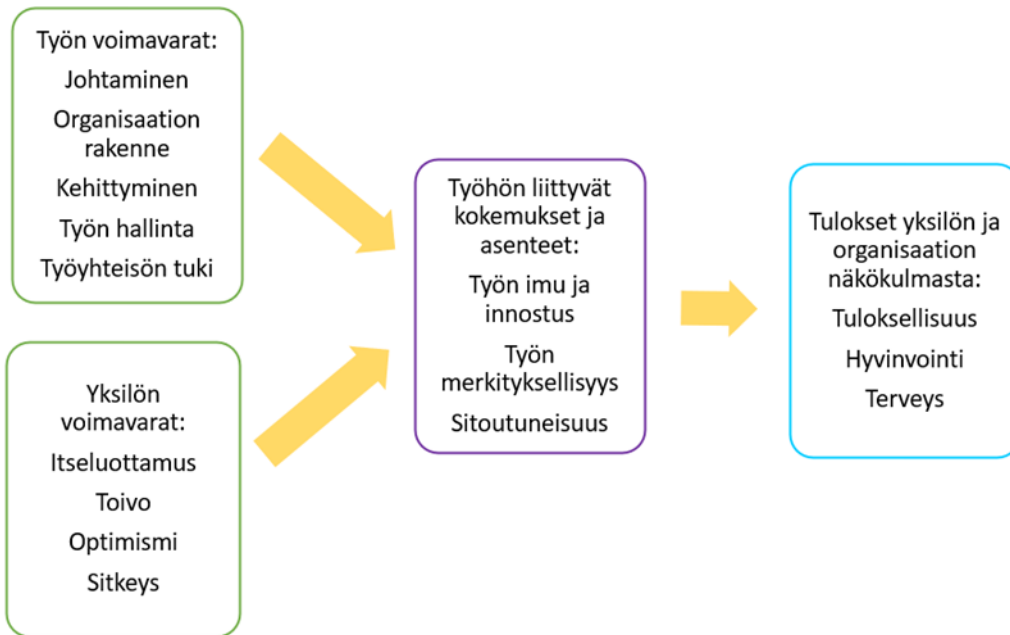 Työn voimavarat:
Johtaminen
Organisaation
rakenne
Kehittyminen
Työn hallinta
Työyhteisön tuki
Yksilön
voimavarat:
Itseluottamus
Toivo
Optimismi
Sitkeys
Työhön liittyvät
kokemukset ja
asenteet:
Työn imu ja
innostus
Työn
merkityksellisyys
Sitoutuneisuus
Tulokset yksilön ja
organisaation
näkökulmasta:
Tuloksellisuus
Hyvinvointi
Terveys